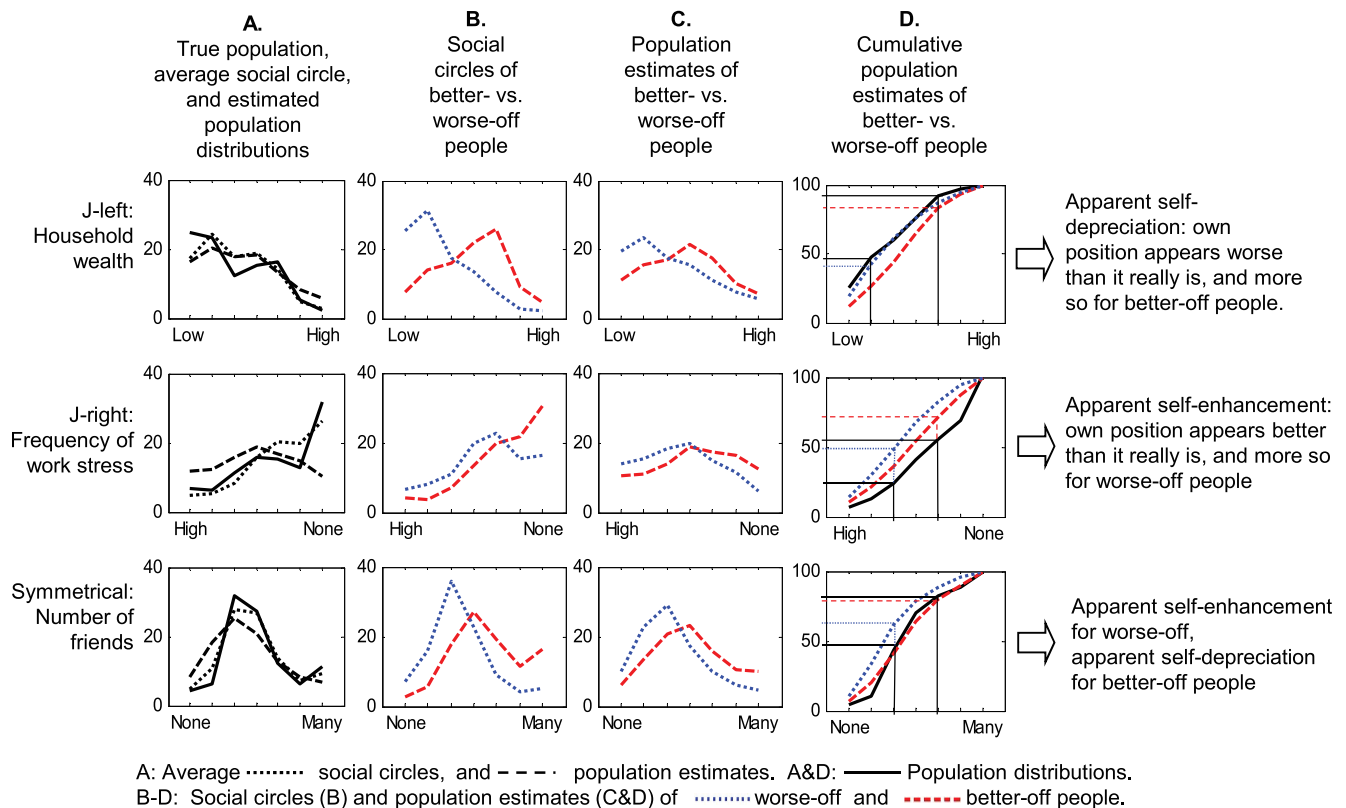 A.
True population,
average social circle,
and estimated
population
distributions
B.
Social
circles of
better- vs.
worse-off
people
C.
Population
estimates of
better- vs.
worse-off
people
D.
Cumulative
population
estimates of
better- vs.
worse-off people
J-left:
Household
wealth
40
20
0
Low
High
40
20
0
Low
High
40
20
0
Low
High
100
50
0
Low
High
Apparent self-
depreciation: own
position appears worse
than it really is, and more
so for better-off people.
J-right:
Frequency of
work stress
40
20
0
High
None
40
20
0
High
None
40
20
0
High
None
100
50
0
High
None
Apparent self-enhancement:
own position appears better
than it really is, and more so
for worse-off people
Symmetrical:
Number of
friends
40
20
0
None
Many
40
20
0
None
Many
40
20
0
None
Many
100
50
0
None
Many
Apparent self-enhancement
for worse-off,
apparent self-depreciation
for better-off people
A: Average social circles, and population estimates. A&D: Population distributions.
B-D: Social circles (B) and population estimates (C&D) of worse-off and better-off people.